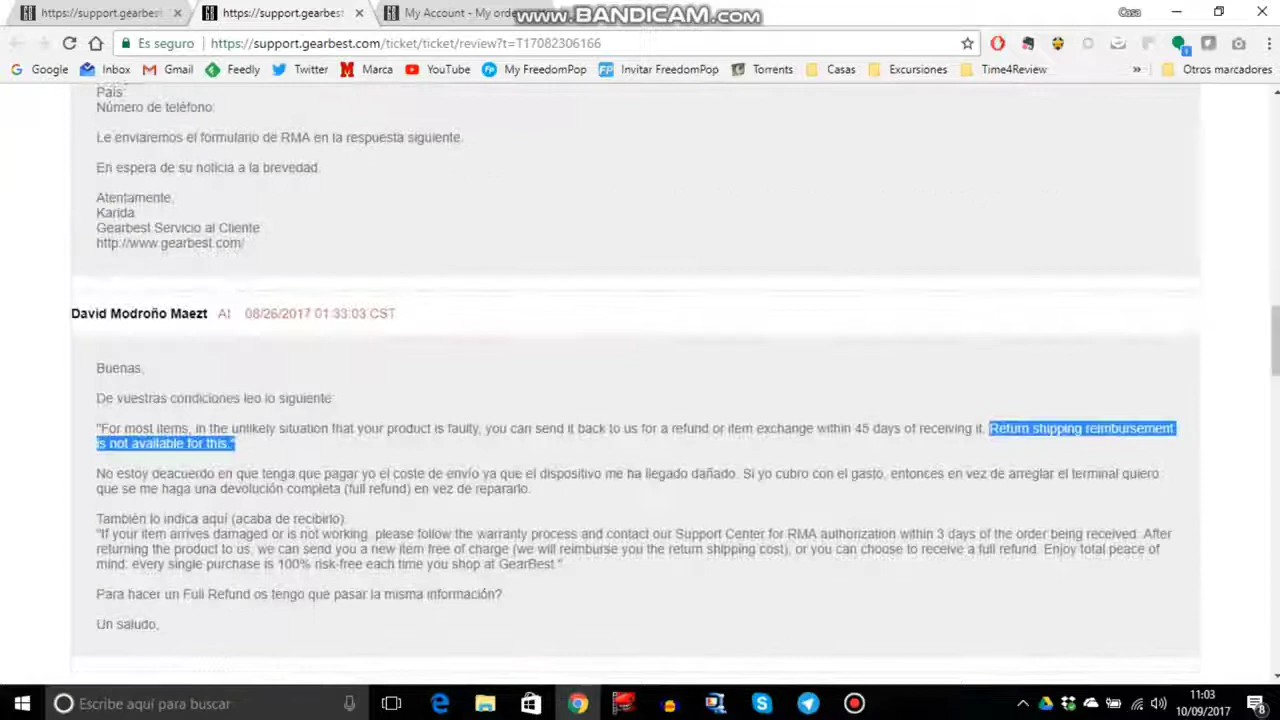 https://support.gearbest
https://support.gearbest
My Account - My ord
www.BANDICAM.com
Casa
Es seguro
https://support.gearbest.com/ticket/ticket/review?t=T17082306166
Google
Inbox
Gmail
Feedly
Twitter
Marca
YouTube
My FreedomPop
Invitar FreedomPop
Torrents
Casas
Excursiones
Time4Review
»
Otros marcadores
País:
Número de teléfono:
Le enviaremos el formulario de RMA en la respuesta siguiente.
En espera de su noticia a la brevedad.
Atentamente,
Karida
Gearbest Servicio al Cliente
http://www.gearbest.com/
David Modroño Maezt At 08/26/2017 01:33:03 CST
Buenas,
De vuestras condiciones leo lo siguiente:
"For most items, in the unlikely situation that your product is faulty, you can send it back to us for a refund or item exchange within 45 days of receiving it. Return shipping reimbursement
is not available for this."
No estoy deacuerdo en que tenga que pagar yo el coste de envío ya que el dispositivo me ha llegado dañado. Si yo cubro con el gasto, entonces en vez de arreglar el terminal quiero
que se me haga una devolución completa (full refund) en vez de repararlo.
También lo indica aquí (acaba de recibirlo):
"If your item arrives damaged or is not working, please follow the warranty process and contact our Support Center for RMA authorization within 3 days of the order being received. After
returning the product to us, we can send you a new item free of charge (we will reimburse you the return shipping cost), or you can choose to receive a full refund. Enjoy total peace of
mind: every single purchase is 100% risk-free each time you shop at GearBest."
Para hacer un Full Refund os tengo que pasar la misma información?
Un saludo,
Escribe aquí para buscar
11:03
10/09/2017
8